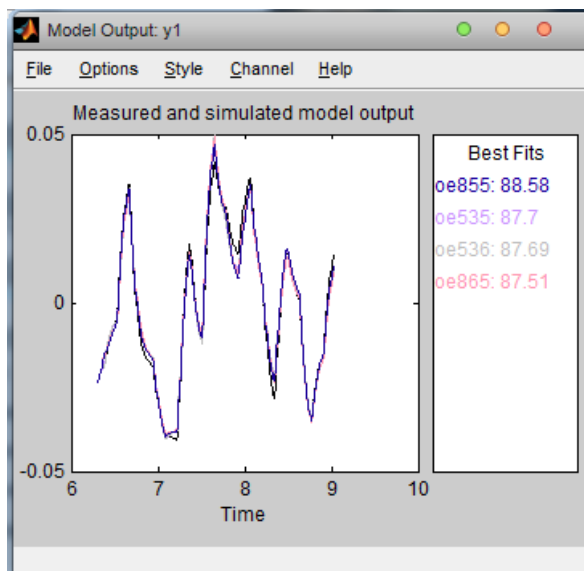 Model Output: y1
File Options Style Channel Help
Measured and simulated model output
0.05
0
-0.05
6 7 8 9 10
Time
Best Fits
oe855: 88.58
oe535: 87.7
oe536: 87.69
oe865: 87.51